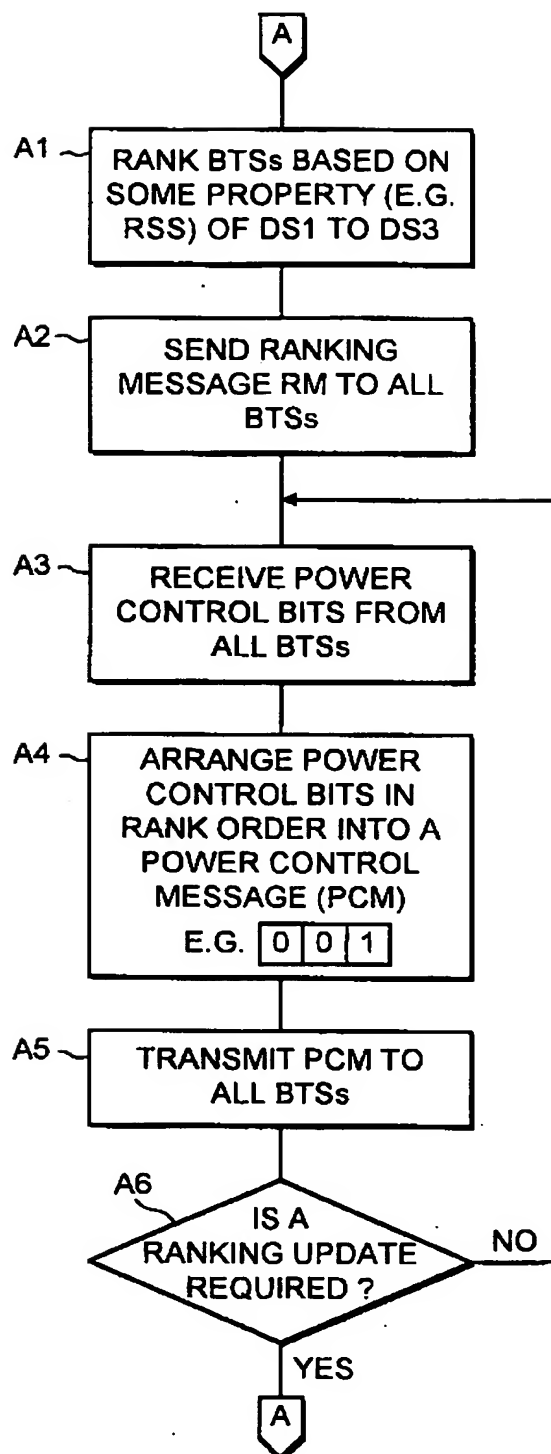 A
A1
RANK BTSs BASED ON
SOME PROPERTY (E.G.
RSS) OF DS1 TO DS3
A2
SEND RANKING
MESSAGE RM TO ALL
BTSs
A3
RECEIVE POWER
CONTROL BITS FROM
ALL BTSs
A4
ARRANGE POWER
CONTROL BITS IN
RANK ORDER INTO A
POWER CONTROL
MESSAGE (PCM)
E.G. 0 0 1
A5
TRANSMIT PCM TO
ALL BTSs
A6
IS A
RANKING UPDATE
REQUIRED ?
NO
YES
A